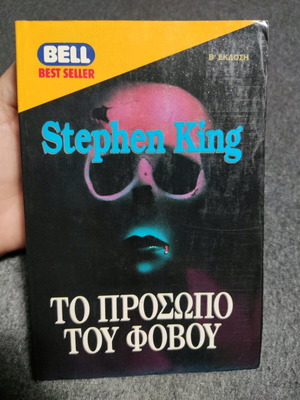 BELL
BEST SELLER
Β΄ ΕΚΔΟΣΗ
Stephen King
ΤΟ ΠΡΟΣΩΠΟ
ΤΟΥ ΦΟΒΟΥ